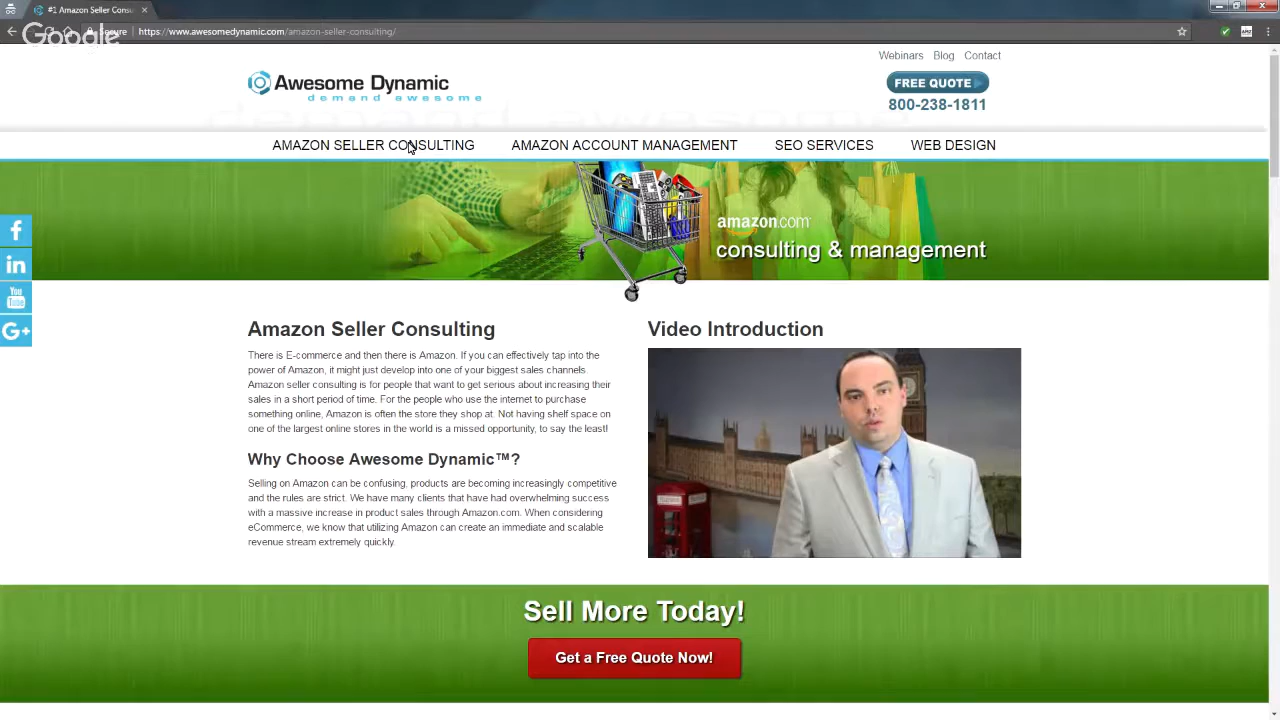 #1 Amazon Seller Consu
Google
Secure
https://www.awesomedynamic.com/amazon-seller-consulting/
Webinars Blog Contact
Awesome Dynamic
demand awesome
FREE QUOTE
800-238-1811
AMAZON SELLER CONSULTING AMAZON ACCOUNT MANAGEMENT SEO SERVICES WEB DESIGN
amazon.com
consulting & management
f
in
You Tube
G+
Amazon Seller Consulting
There is E-commerce and then there is Amazon. If you can effectively tap into the
power of Amazon, it might just develop into one of your biggest sales channels.
Amazon seller consulting is for people that want to get serious about increasing their
sales in a short period of time. For the people who use the internet to purchase
something online, Amazon is often the store they shop at. Not having shelf space on
one of the largest online stores in the world is a missed opportunity, to say the least!
Why Choose Awesome Dynamic™?
Selling on Amazon can be confusing, products are becoming increasingly competitive
and the rules are strict. We have many clients that have had overwhelming success
with a massive increase in product sales through Amazon.com. When considering
eCommerce, we know that utilizing Amazon can create an immediate and scalable
revenue stream extremely quickly.
Video Introduction
Sell More Today!
Get a Free Quote Now!